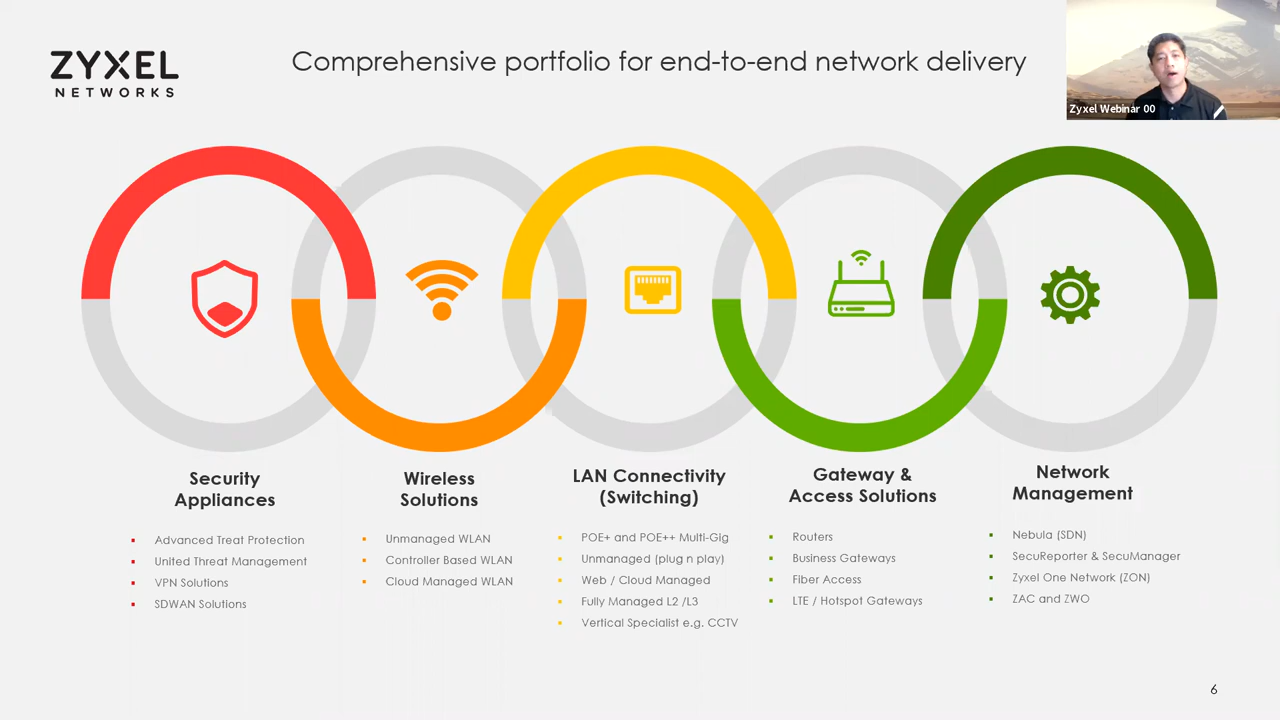 ZYXEL
NETWORKS
Comprehensive portfolio for end-to-end network delivery
Zyxel Webinar 00
Security
Appliances
Advanced Treat Protection
United Threat Management
VPN Solutions
SDWAN Solutions
Wireless
Solutions
Unmanaged WLAN
Controller Based WLAN
Cloud Managed WLAN
LAN Connectivity
(Switching)
POE+ and POE++ Multi-Gig
Unmanaged (plug n play)
Web / Cloud Managed
Fully Managed L2 /L3
Vertical Specialist e.g. CCTV
Gateway &
Access Solutions
Routers
Business Gateways
Fiber Access
LTE / Hotspot Gateways
Network
Management
Nebula (SDN)
SecuReporter & SecuManager
Zyxel One Network (ZON)
ZAC and ZWO
6